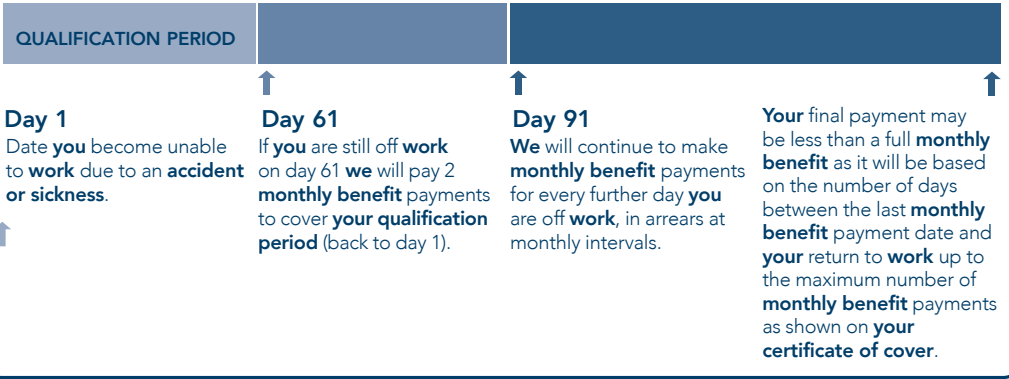 QUALIFICATION PERIOD
Day 1
Date you become unable
to work due to an accident
or sickness.
Day 61
If you are still off work
on day 61 we will pay 2
monthly benefit payments
to cover your qualification
period (back to day 1).
Day 91
We will continue to make
monthly benefit payments
for every further day you
are off work, in arrears at
monthly intervals.
Your final payment may
be less than a full monthly
benefit as it will be based
on the number of days
between the last monthly
benefit payment date and
your return to work up to
the maximum number of
monthly benefit payments
as shown on your
certificate of cover.